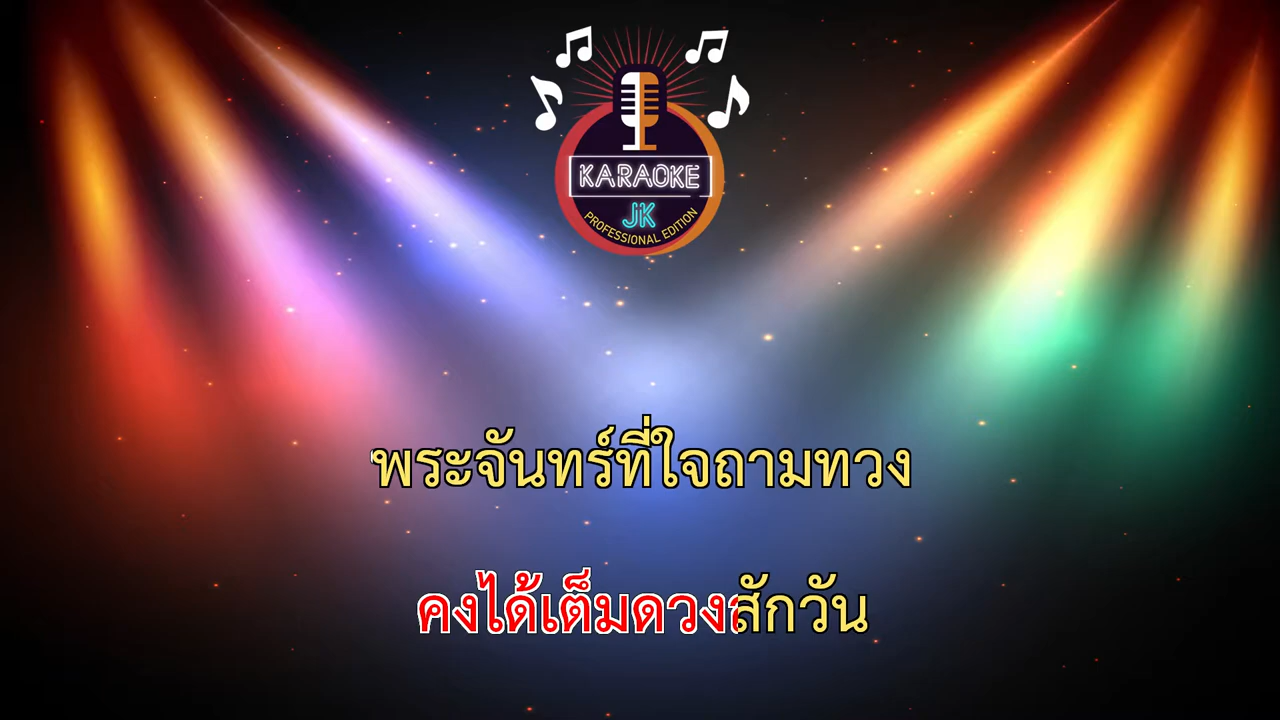 KARAOKE
JK
PROFESSIONAL EDITION
พระจันทร์ที่ใจถามทวง
คงได้เต็มดวงสักวัน